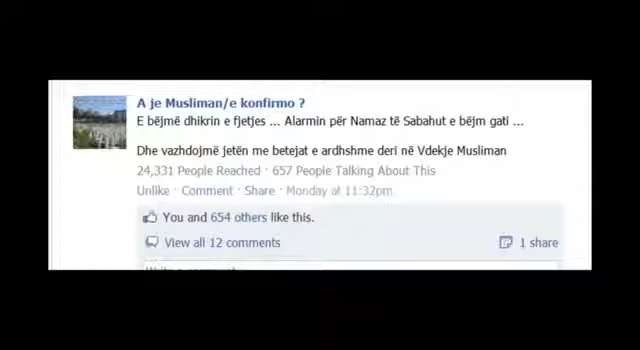 A je Musliman/e konfirmo ?
E bëjmë dhikrin e fjetjes ... Alarmin për Namaz të Sabahut e bëjm gati ...
Dhe vazhdojmë jetën me betejat e ardhshme deri në Vdekje Musliman
24,331 People Reached · 657 People Talking About This
Unlike · Comment · Share · Monday at 11:32pm
You and 654 others like this.
View all 12 comments 1 share